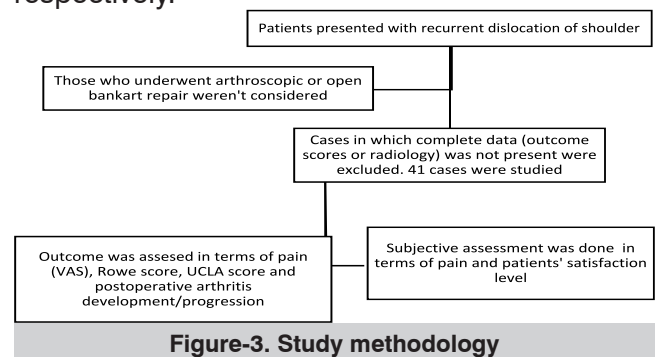 respectively.
Patients presented with recurrent dislocation of shoulder
Those who underwent arthroscopic or open
bankart repair weren't considered
Cases in which complete data (outcome
scores or radiology) was not present were
excluded. 41 cases were studied
Outcome was assesed in terms of pain
(VAS), Rowe score, UCLA score and
postoperative arthritis
development/progression
Subjective assessment was done in
terms of pain and patients' satisfaction
level
Figure-3. Study methodology